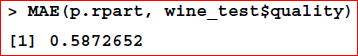 > MAE(p.rpart, wine_test$quality)
[1] 0.5872652